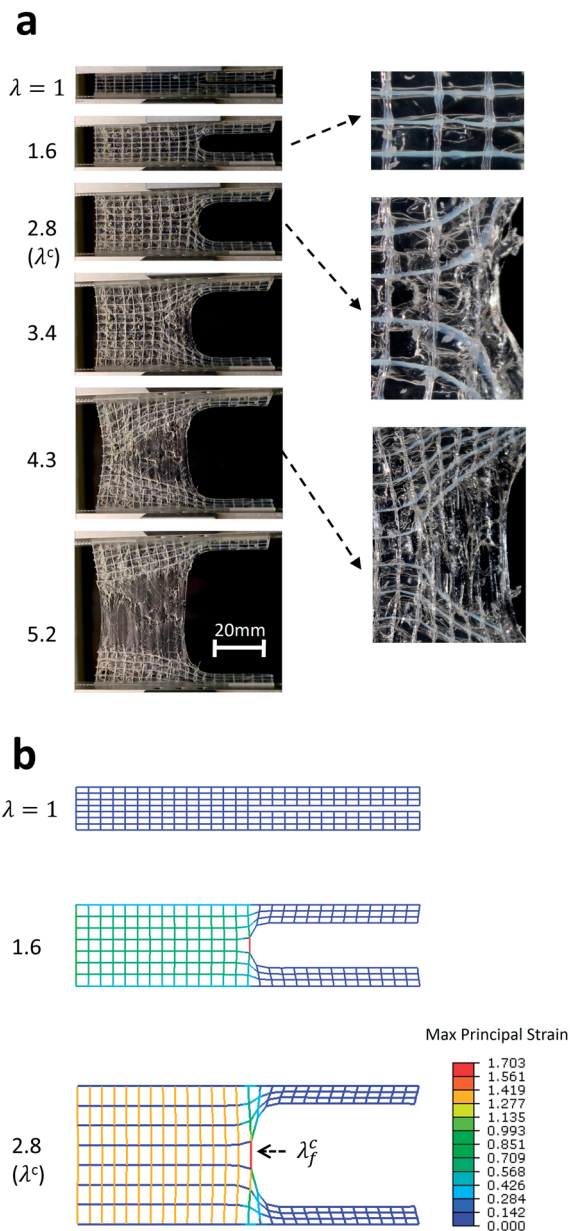 a
λ = 1
1.6
2.8
(λᶜ)
3.4
4.3
5.2
20mm
b
λ = 1
1.6
2.8
(λᶜ)
λ_f^c
Max Principal Strain
1.703
1.561
1.419
1.277
1.135
0.993
0.851
0.709
0.568
0.426
0.284
0.142
0.000